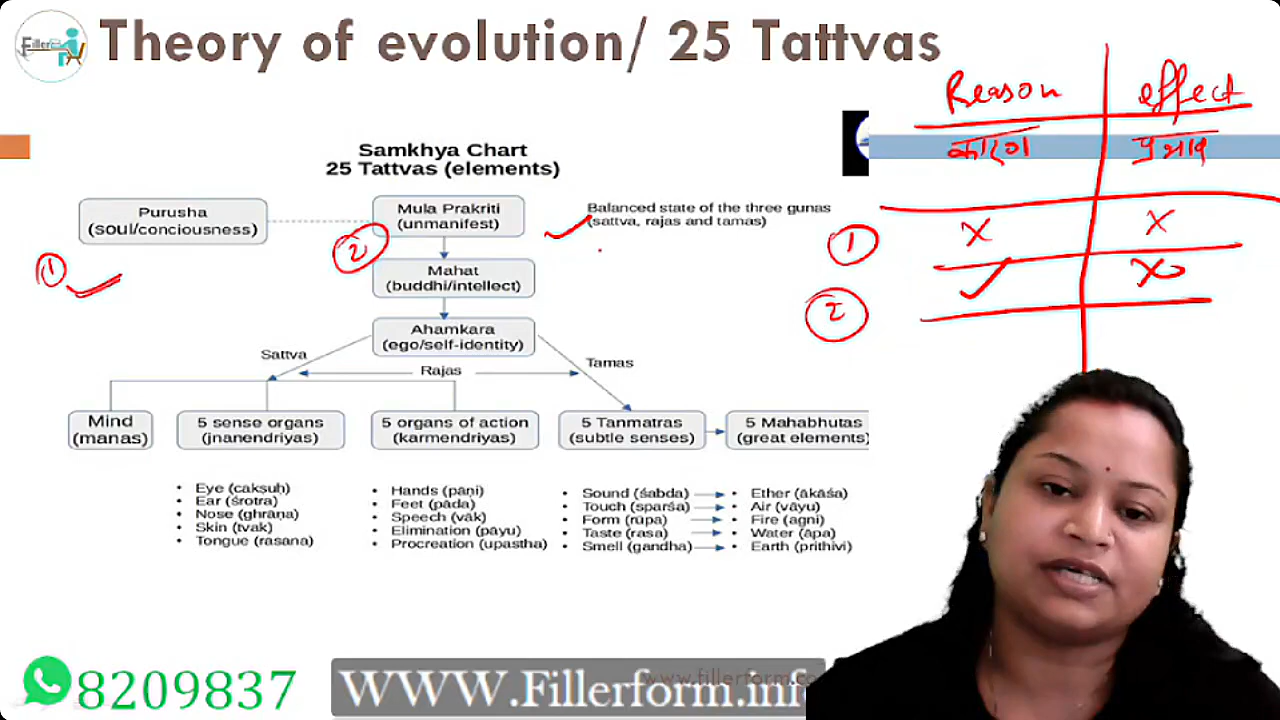 Filler
Theory of evolution/ 25 Tattvas
Reason effect
कारण प्रभाव
Samkhya Chart
25 Tattvas (elements)
Purusha
(soul/conciousness)
Mula Prakriti
(unmanifest)
Balanced state of the three gunas
(sattva, rajas and tamas)
① ② 
① X X
✓ X
②
Mahat
(buddhi/intellect)
Ahamkara
(ego/self-identity)
Sattva
Rajas
Tamas
Mind
(manas)
5 sense organs
(jnanendriyas)
5 organs of action
(karmendriyas)
5 Tanmatras
(subtle senses)
5 Mahabhutas
(great elements)
• Eye (cakṣuḥ)
• Ear (śrotra)
• Nose (ghrāṇa)
• Skin (tvak)
• Tongue (rasana)
• Hands (pāṇi)
• Feet (pāda)
• Speech (vāk)
• Elimination (pāyu)
• Procreation (upastha)
• Sound (śabda)
• Touch (sparśa)
• Form (rūpa)
• Taste (rasa)
• Smell (gandha)
• Ether (ākāśa)
• Air (vāyu)
• Fire (agni)
• Water (āpa)
• Earth (prithivi)
8209837
WWW.Fillerform.info
www.fillerform.co